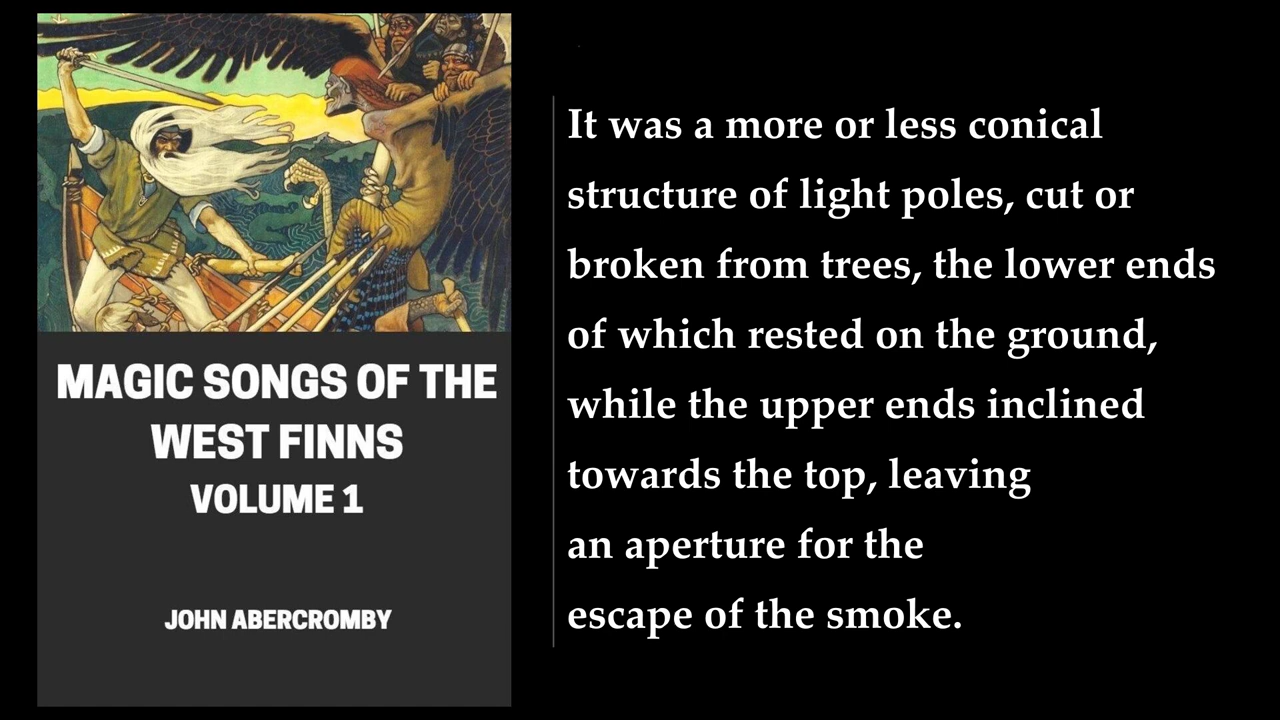 MAGIC SONGS OF THE
WEST FINNS
VOLUME 1
JOHN ABERCROMBY
It was a more or less conical
structure of light poles, cut or
broken from trees, the lower ends
of which rested on the ground,
while the upper ends inclined
towards the top, leaving
an aperture for the
escape of the smoke.